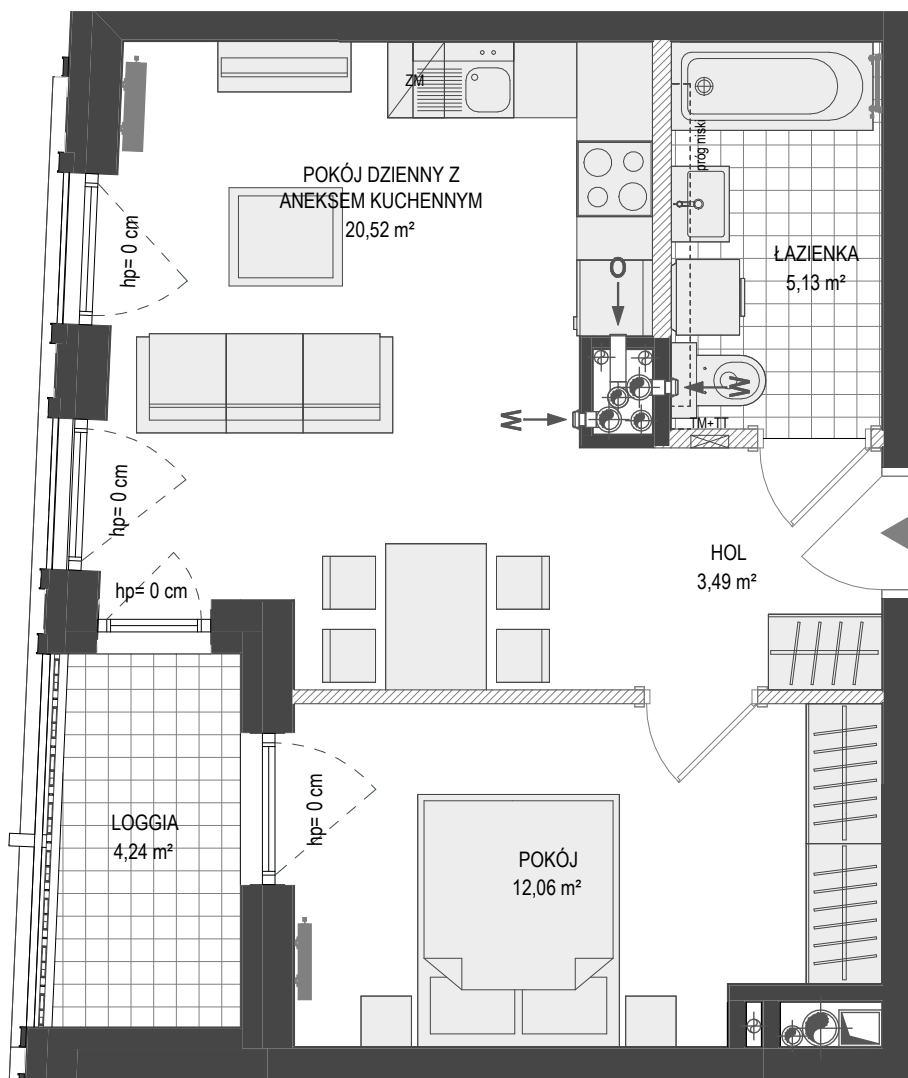 ZM
POKÓJ DZIENNY Z
ANEKSEM KUCHENNYM
20,52 m²
próg niski
hp= 0 cm
ŁAZIENKA
5,13 m²
O
W
W
TM+TT
hp= 0 cm
hp= 0 cm
HOL
3,49 m²
LOGGIA
4,24 m²
hp= 0 cm
POKÓJ
12,06 m²